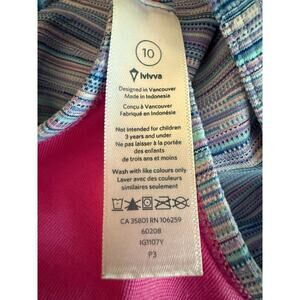 10
ivivva
Designed in Vancouver
Made in Indonesia
Conçu à Vancouver
Fabriqué en Indonésie
Not intended for children
3 years and under
Ne pas laisser à la portée
des enfants
de trois ans et moins
Wash with like colours only
Laver avec des couleurs
similaires seulement
CA 35801 RN 106259
60208
IG1107Y
P3